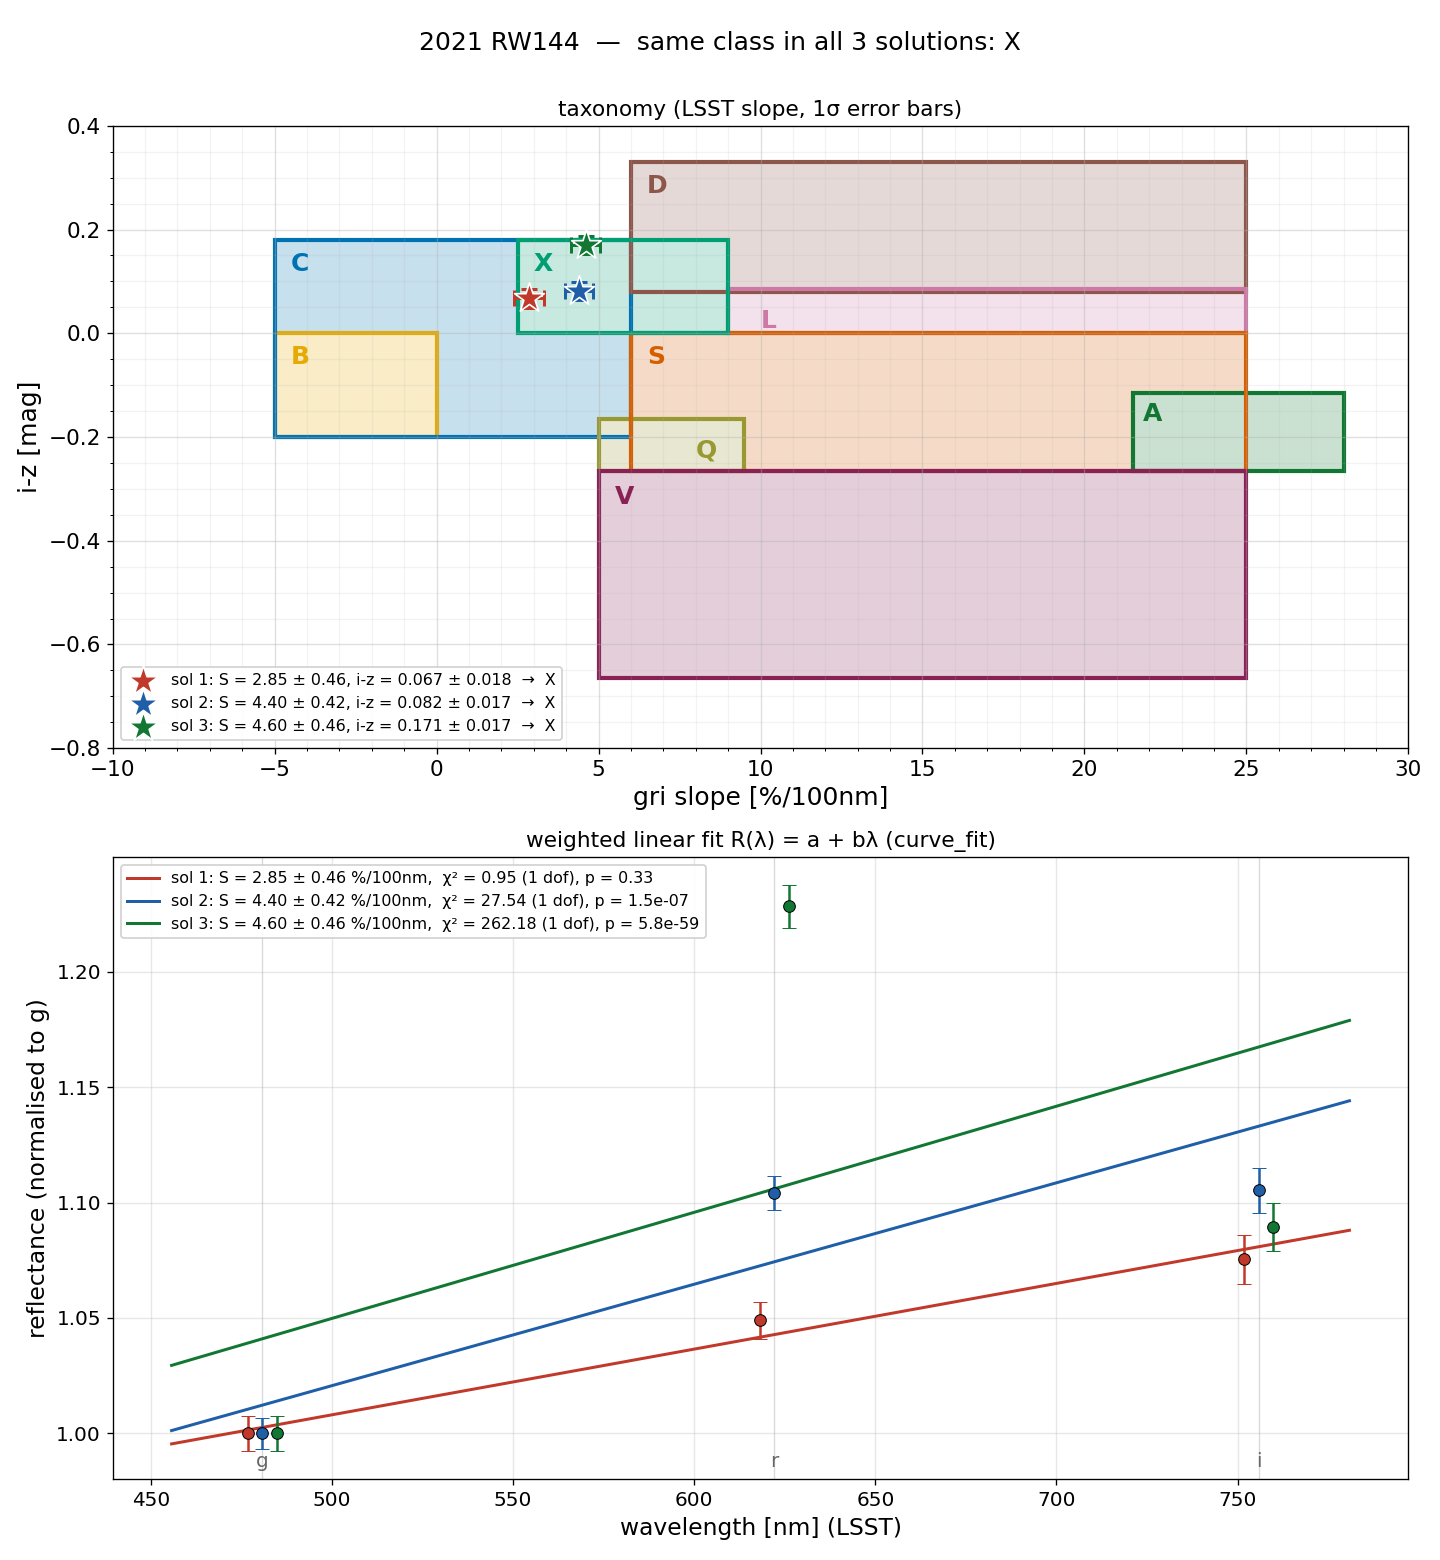 2021 RW144  —  same class in all 3 solutions: X
taxonomy (LSST slope, 1σ error bars)
0.4
0.2
0.0
−0.2
−0.4
−0.6
−0.8
i-z [mag]
D
C
X
L
B
S
A
Q
V
sol 1: S = 2.85 ± 0.46, i-z = 0.067 ± 0.018 → X
sol 2: S = 4.40 ± 0.42, i-z = 0.082 ± 0.017 → X
sol 3: S = 4.60 ± 0.46, i-z = 0.171 ± 0.017 → X
−10 −5 0 5 10 15 20 25 30
gri slope [%/100nm]
weighted linear fit R(λ) = a + bλ (curve_fit)
sol 1: S = 2.85 ± 0.46 %/100nm,  χ² = 0.95 (1 dof), p = 0.33
sol 2: S = 4.40 ± 0.42 %/100nm,  χ² = 27.54 (1 dof), p = 1.5e-07
sol 3: S = 4.60 ± 0.46 %/100nm,  χ² = 262.18 (1 dof), p = 5.8e-59
1.20
1.15
1.10
1.05
1.00
reflectance (normalised to g)
g r i
450 500 550 600 650 700 750
wavelength [nm] (LSST)